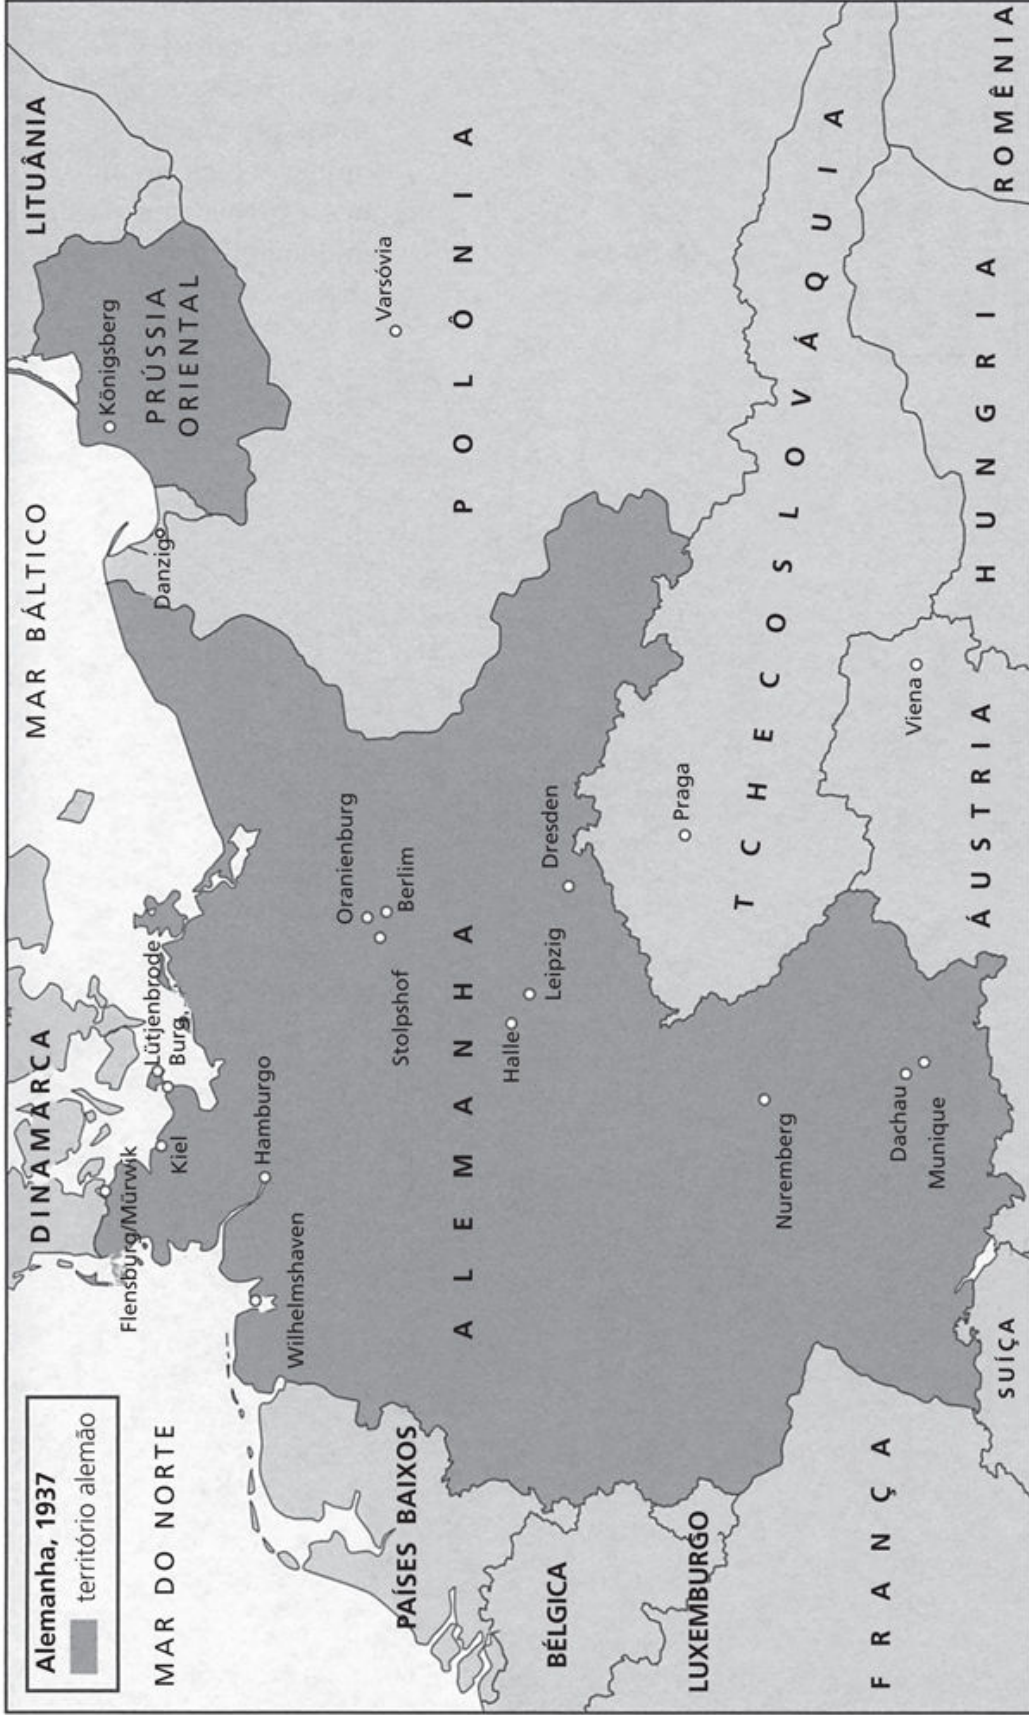 Alemanha, 1937
território alemão
MAR DO NORTE
MAR BÁLTICO
DINAMARCA
LITUÂNIA
Flensburg/Mürwik
Kiel
Lütjenbrode
Burg
Danzig
Königsberg
PRÚSSIA
ORIENTAL
Wilhelmshaven
Hamburgo
Oranienburg
Berlim
Stolpshof
Varsóvia
PAÍSES BAIXOS
ALEMANHA
POLÔNIA
Halle
Leipzig
Dresden
BÉLGICA
LUXEMBURGO
Praga
TCHECOSLOVÁQUIA
Nuremberg
Dachau
Munique
Viena
FRANÇA
SUÍÇA
ÁUSTRIA
HUNGRIA
ROMÊNIA